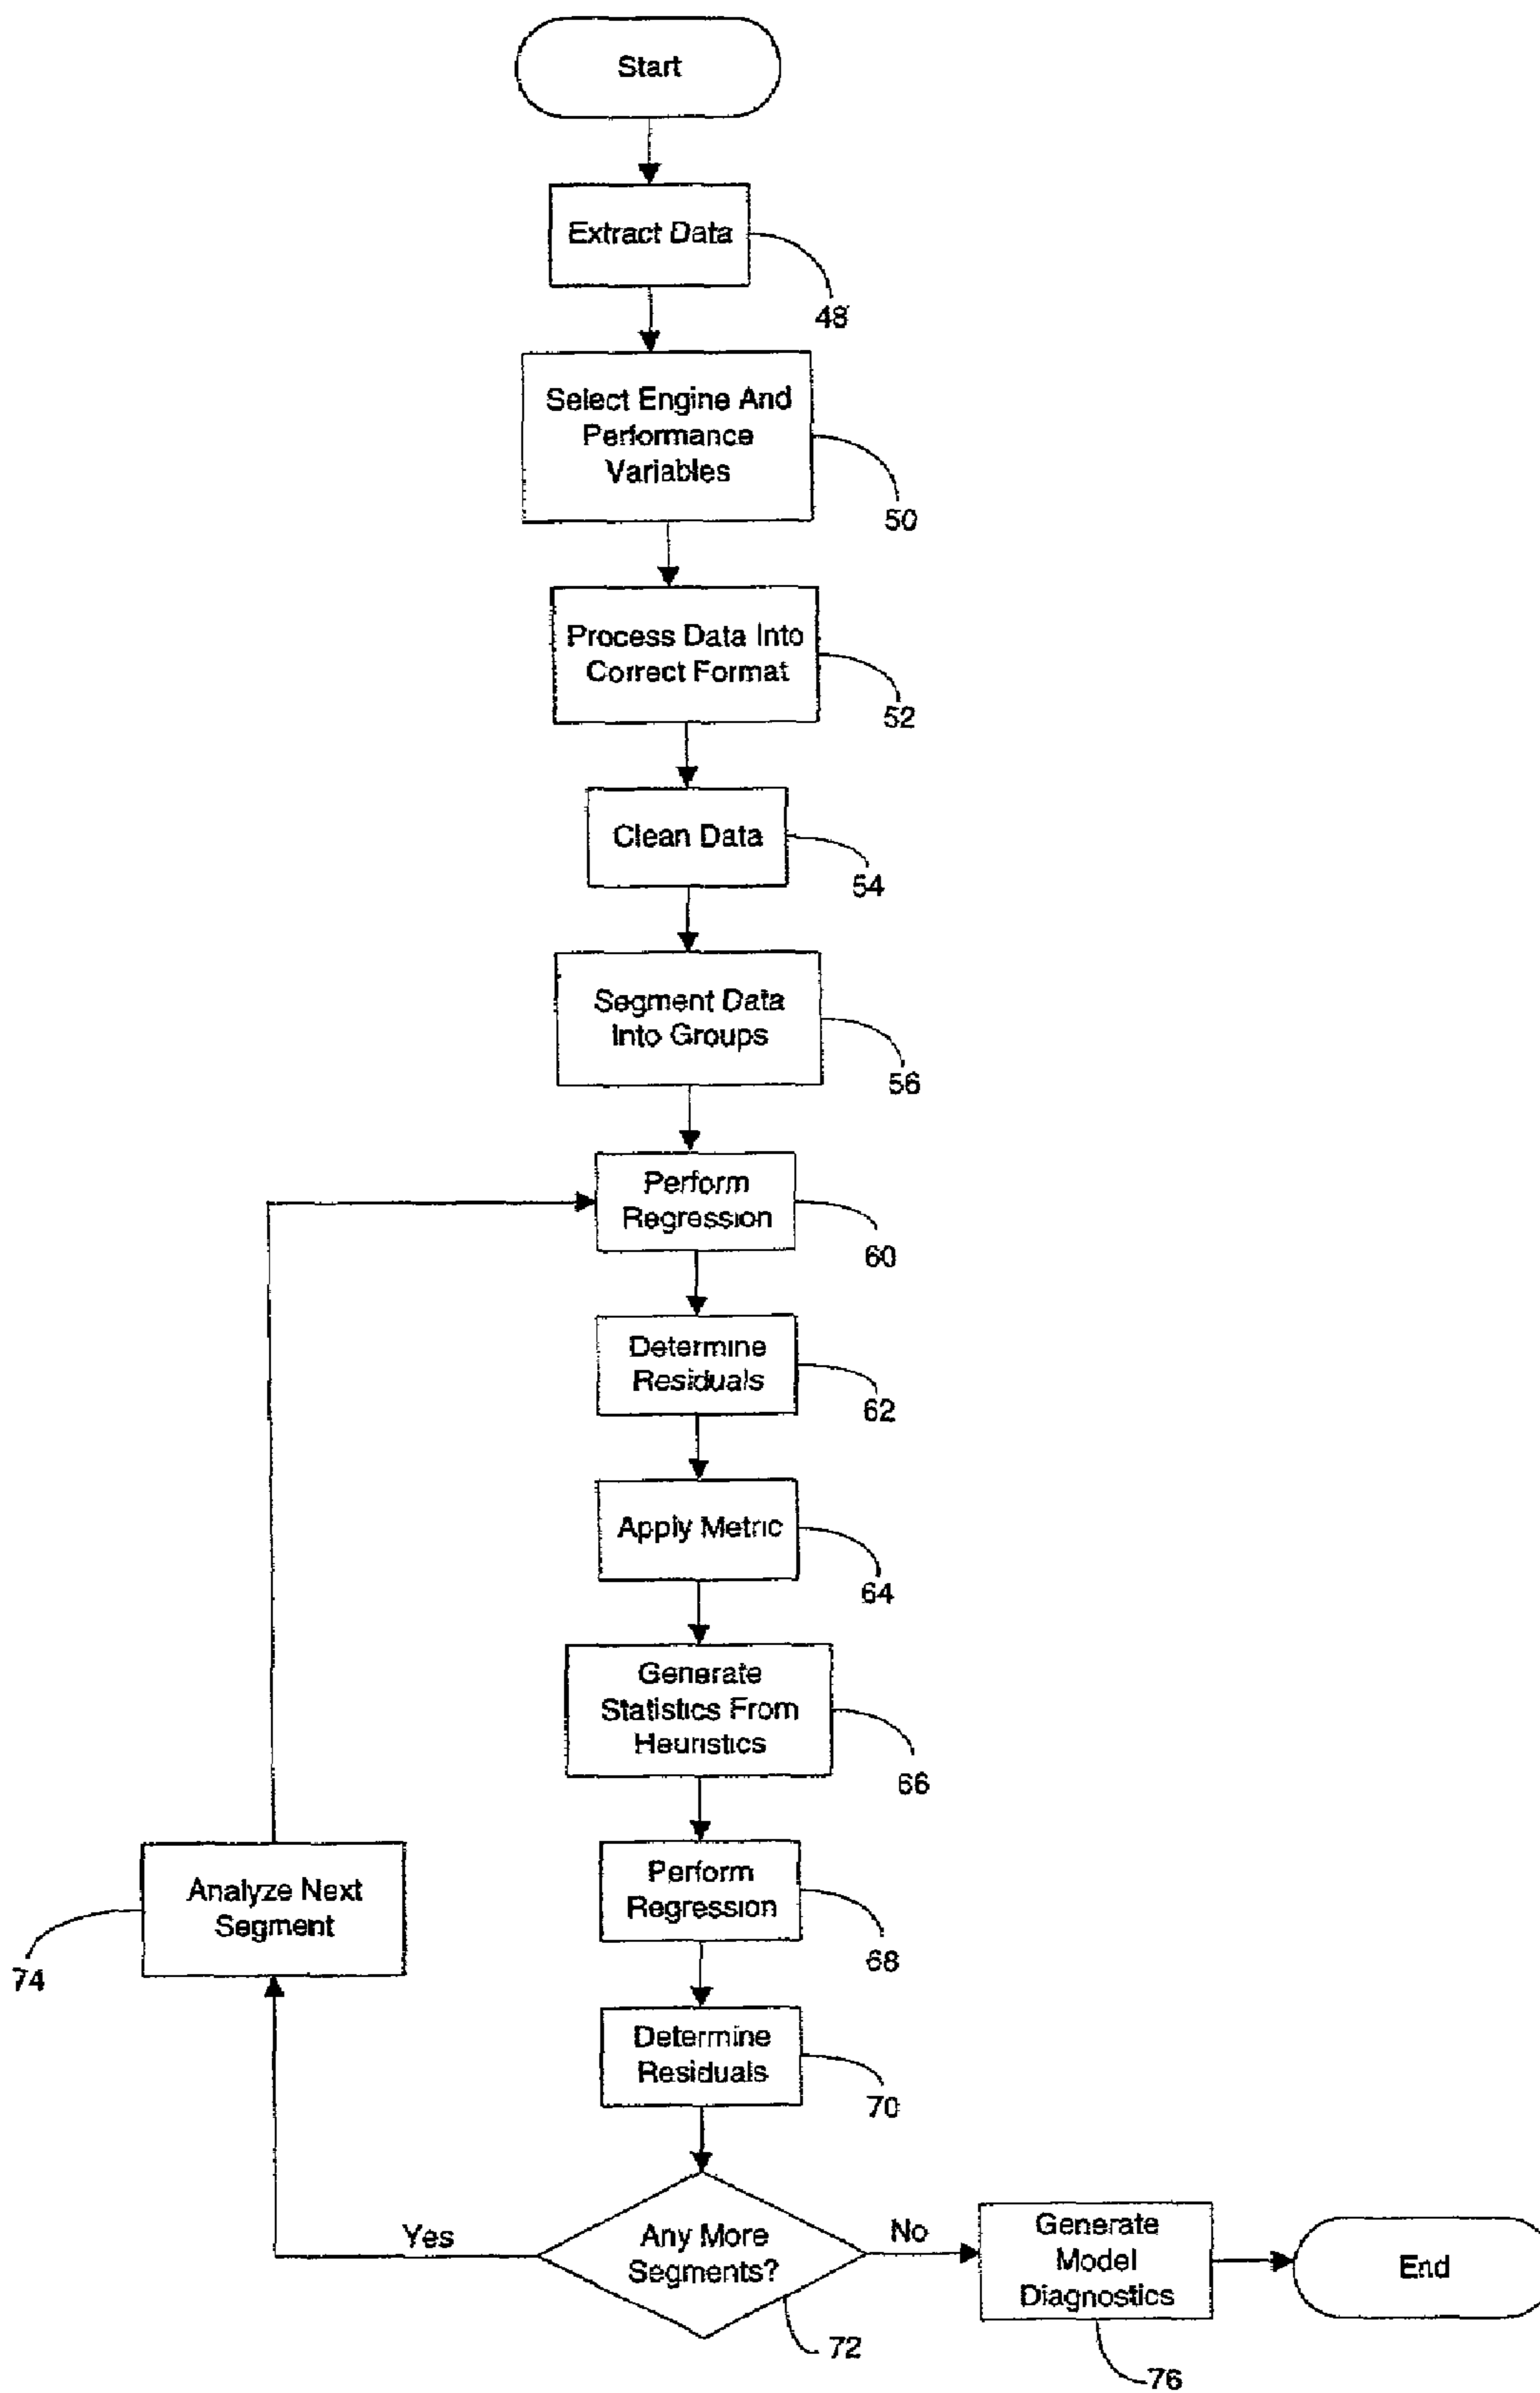 Start
Extract Data
48
Select Engine And
Performance
Variables
50
Process Data Into
Correct Format
52
Clean Data
54
Segment Data
Into Groups
56
Perform
Regression
60
Determine
Residuals
62
Apply Metric
64
Generate
Statistics From
Heuristics
66
Perform
Regression
68
Analyze Next
Segment
74
Determine
Residuals
70
Yes
Any More
Segments?
72
No
Generate
Model
Diagnostics
76
End